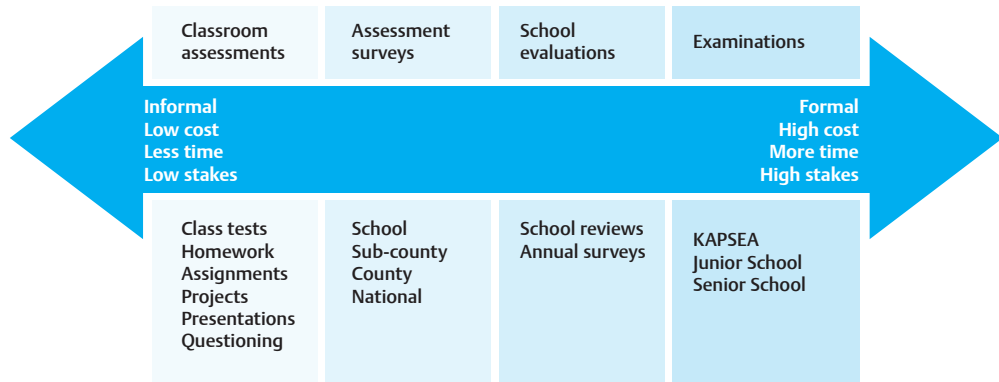 Classroom
assessments
Assessment
surveys
School
evaluations
Examinations
Informal
Low cost
Less time
Low stakes
Formal
High cost
More time
High stakes
Class tests
Homework
Assignments
Projects
Presentations
Questioning
School
Sub-county
County
National
School reviews
Annual surveys
KAPSEA
Junior School
Senior School